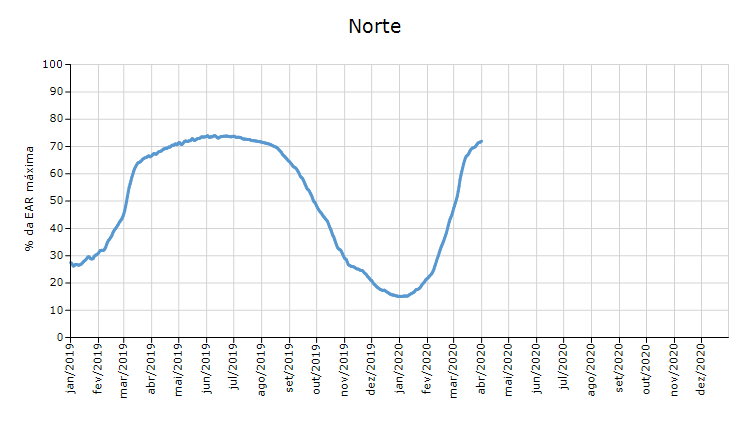 Norte
% da EAR máxima
100
90
80
70
60
50
40
30
20
10
0
jan/2019
fev/2019
mar/2019
abr/2019
mai/2019
jun/2019
jul/2019
ago/2019
set/2019
out/2019
nov/2019
dez/2019
jan/2020
fev/2020
mar/2020
abr/2020
mai/2020
jun/2020
jul/2020
ago/2020
set/2020
out/2020
nov/2020
dez/2020